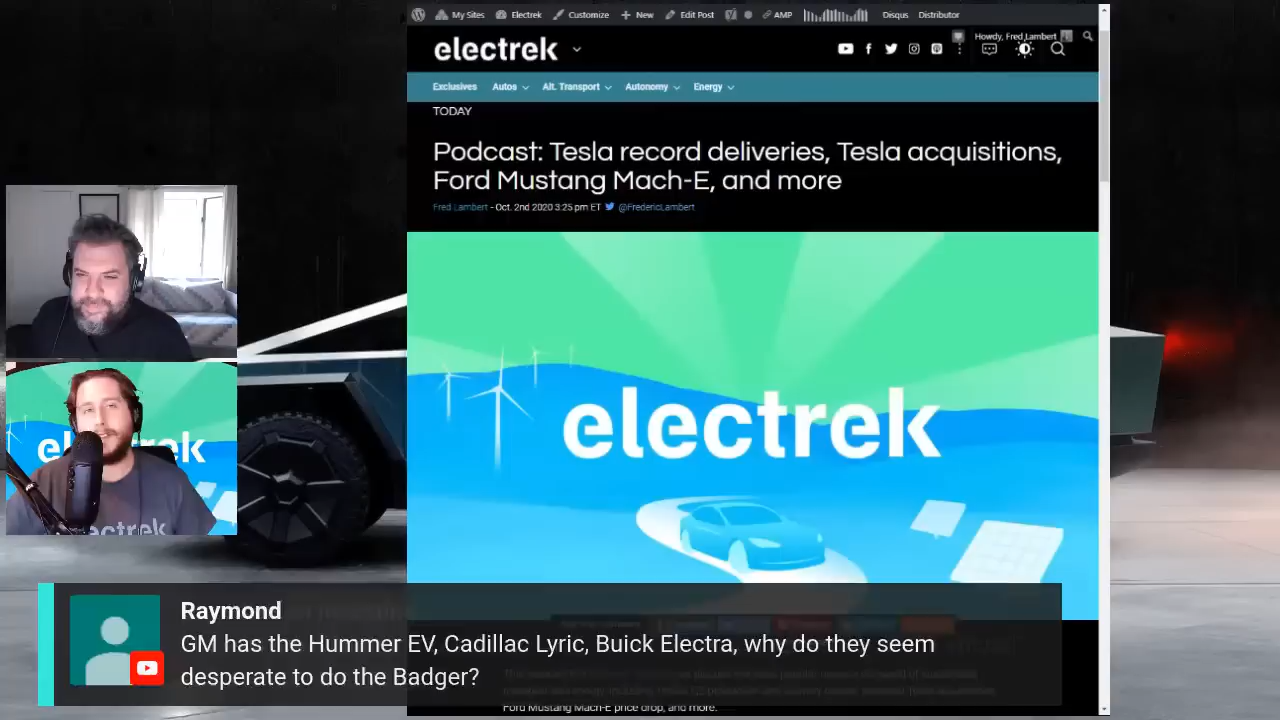 My Sites Electrek Customize New Edit Post AMP Disqus Distributor
electrek
Howdy, Fred Lambert
Exclusives Autos Alt. Transport Autonomy Energy
TODAY
Podcast: Tesla record deliveries, Tesla acquisitions,
Ford Mustang Mach-E, and more
Fred Lambert - Oct. 2nd 2020 3:25 pm ET @FredericLambert
electrek
Raymond
GM has the Hummer EV, Cadillac Lyric, Buick Electra, why do they seem
desperate to do the Badger?
Ford Mustang Mach-E price drop, and more.